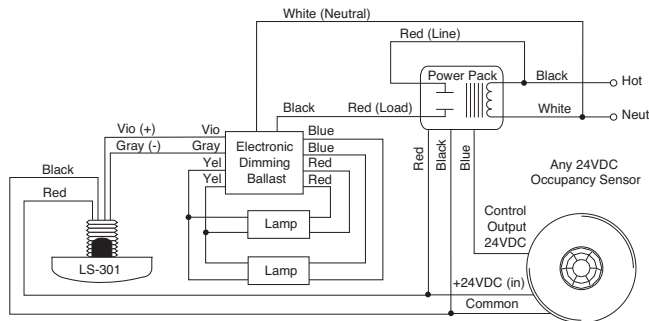 White (Neutral)
Red (Line)
Power Pack
Black
Hot
White
Neut
Black
Red (Load)
Vio (+)
Vio
Gray (-)
Gray
Yel
Yel
Electronic
Dimming
Ballast
Blue
Blue
Red
Red
Red
Black
Blue
Any 24VDC
Occupancy Sensor
Black
Red
LS-301
Lamp
Lamp
Control
Output
24VDC
+24VDC (in)
Common